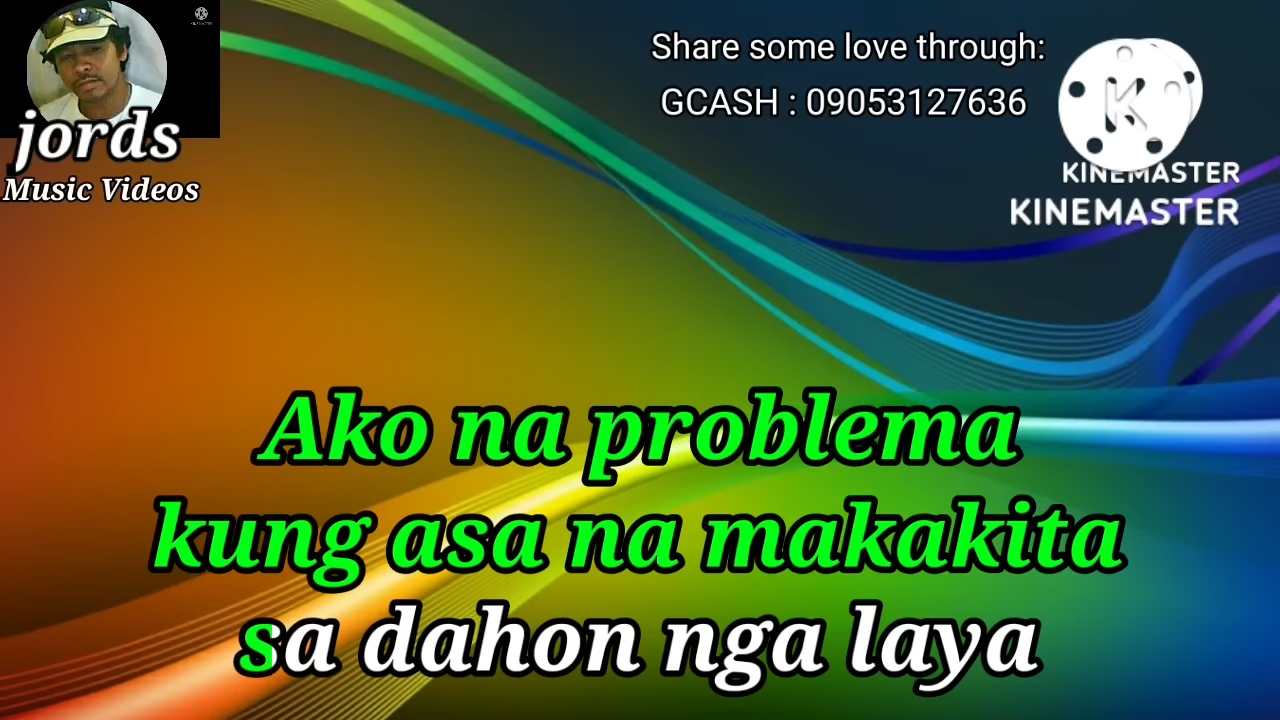 jords
Music Videos
Share some love through:
GCASH : 09053127636
KINEMASTER
KINEMASTER
Ako na problema
kung asa na makakita
sa dahon nga laya